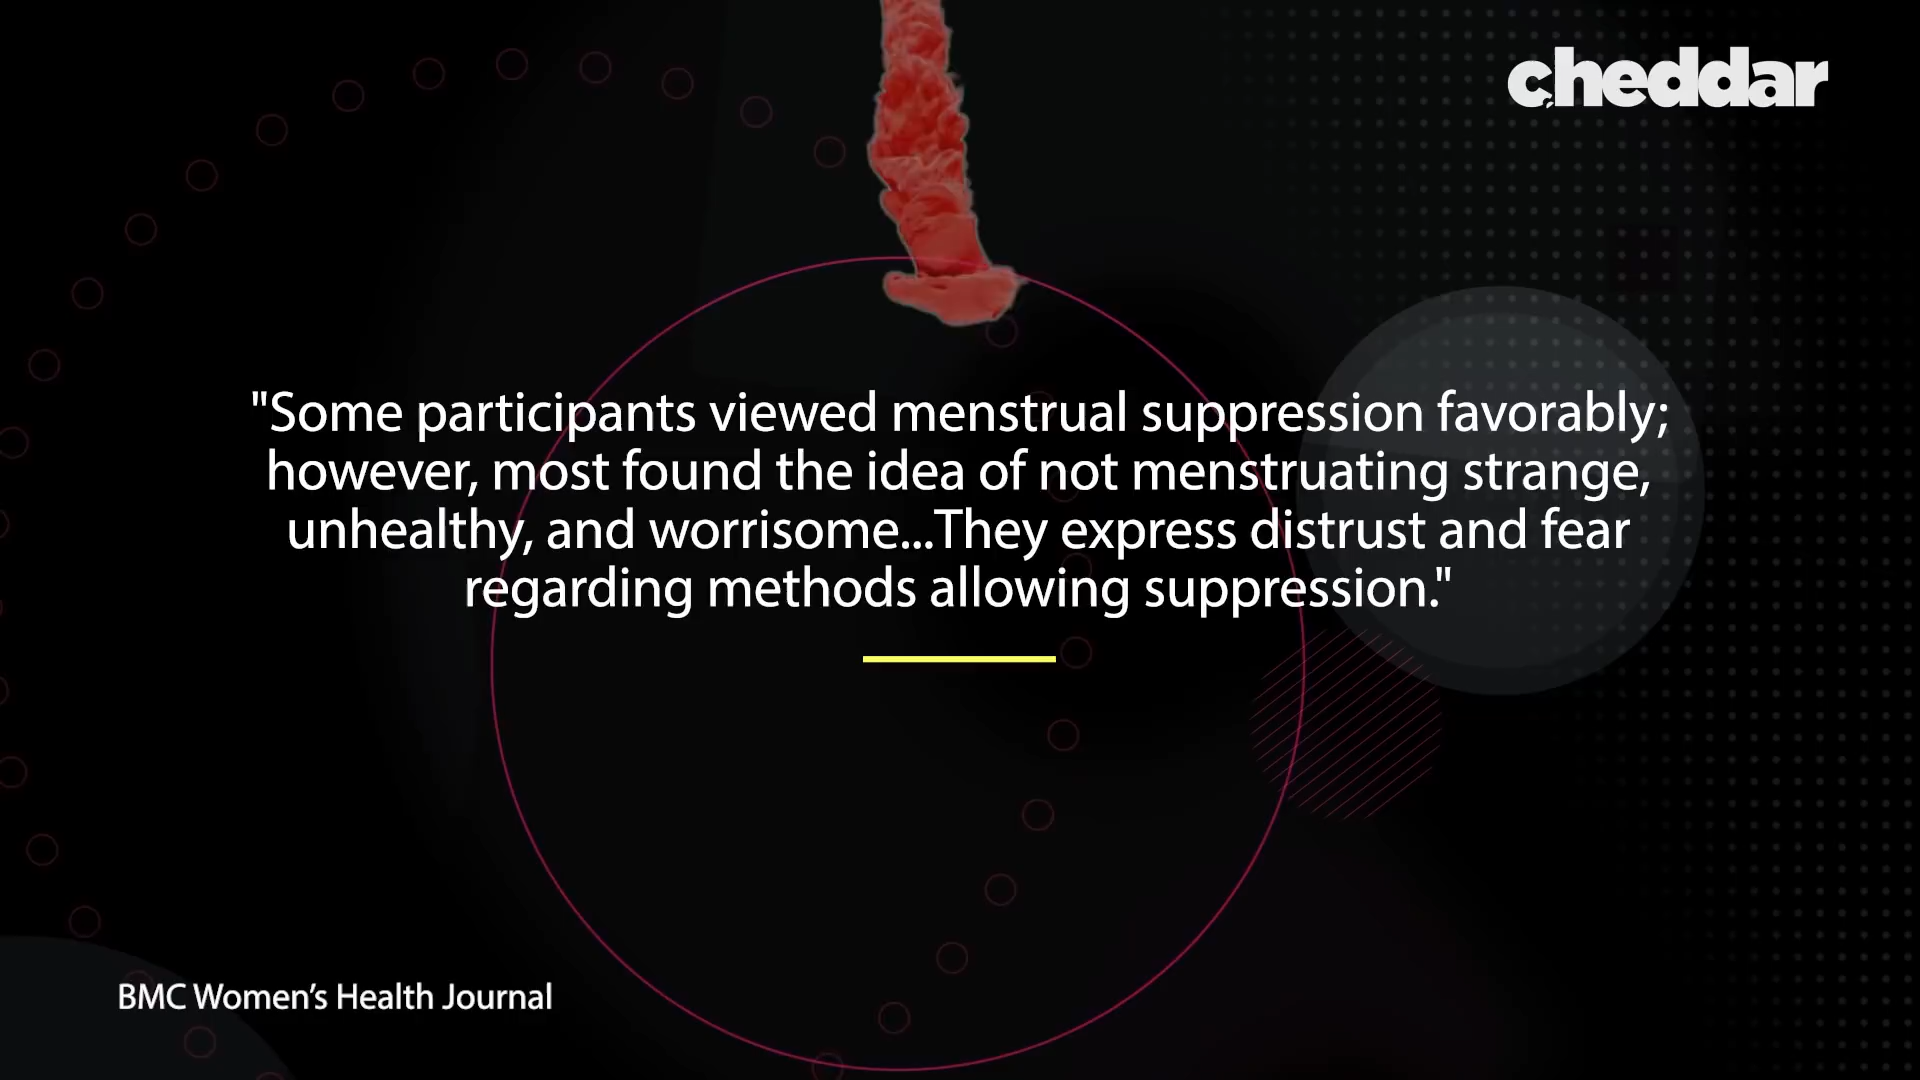 cheddar
"Some participants viewed menstrual suppression favorably;
however, most found the idea of not menstruating strange,
unhealthy, and worrisome...They express distrust and fear
regarding methods allowing suppression."
BMC Women’s Health Journal